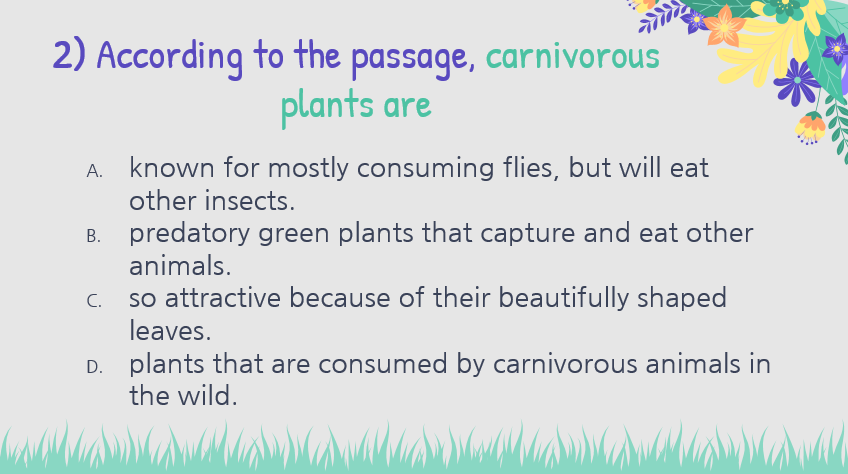 2) According to the passage, carnivorous
plants are
A. known for mostly consuming flies, but will eat
other insects.
B. predatory green plants that capture and eat other
animals.
C. so attractive because of their beautifully shaped
leaves.
D. plants that are consumed by carnivorous animals in
the wild.